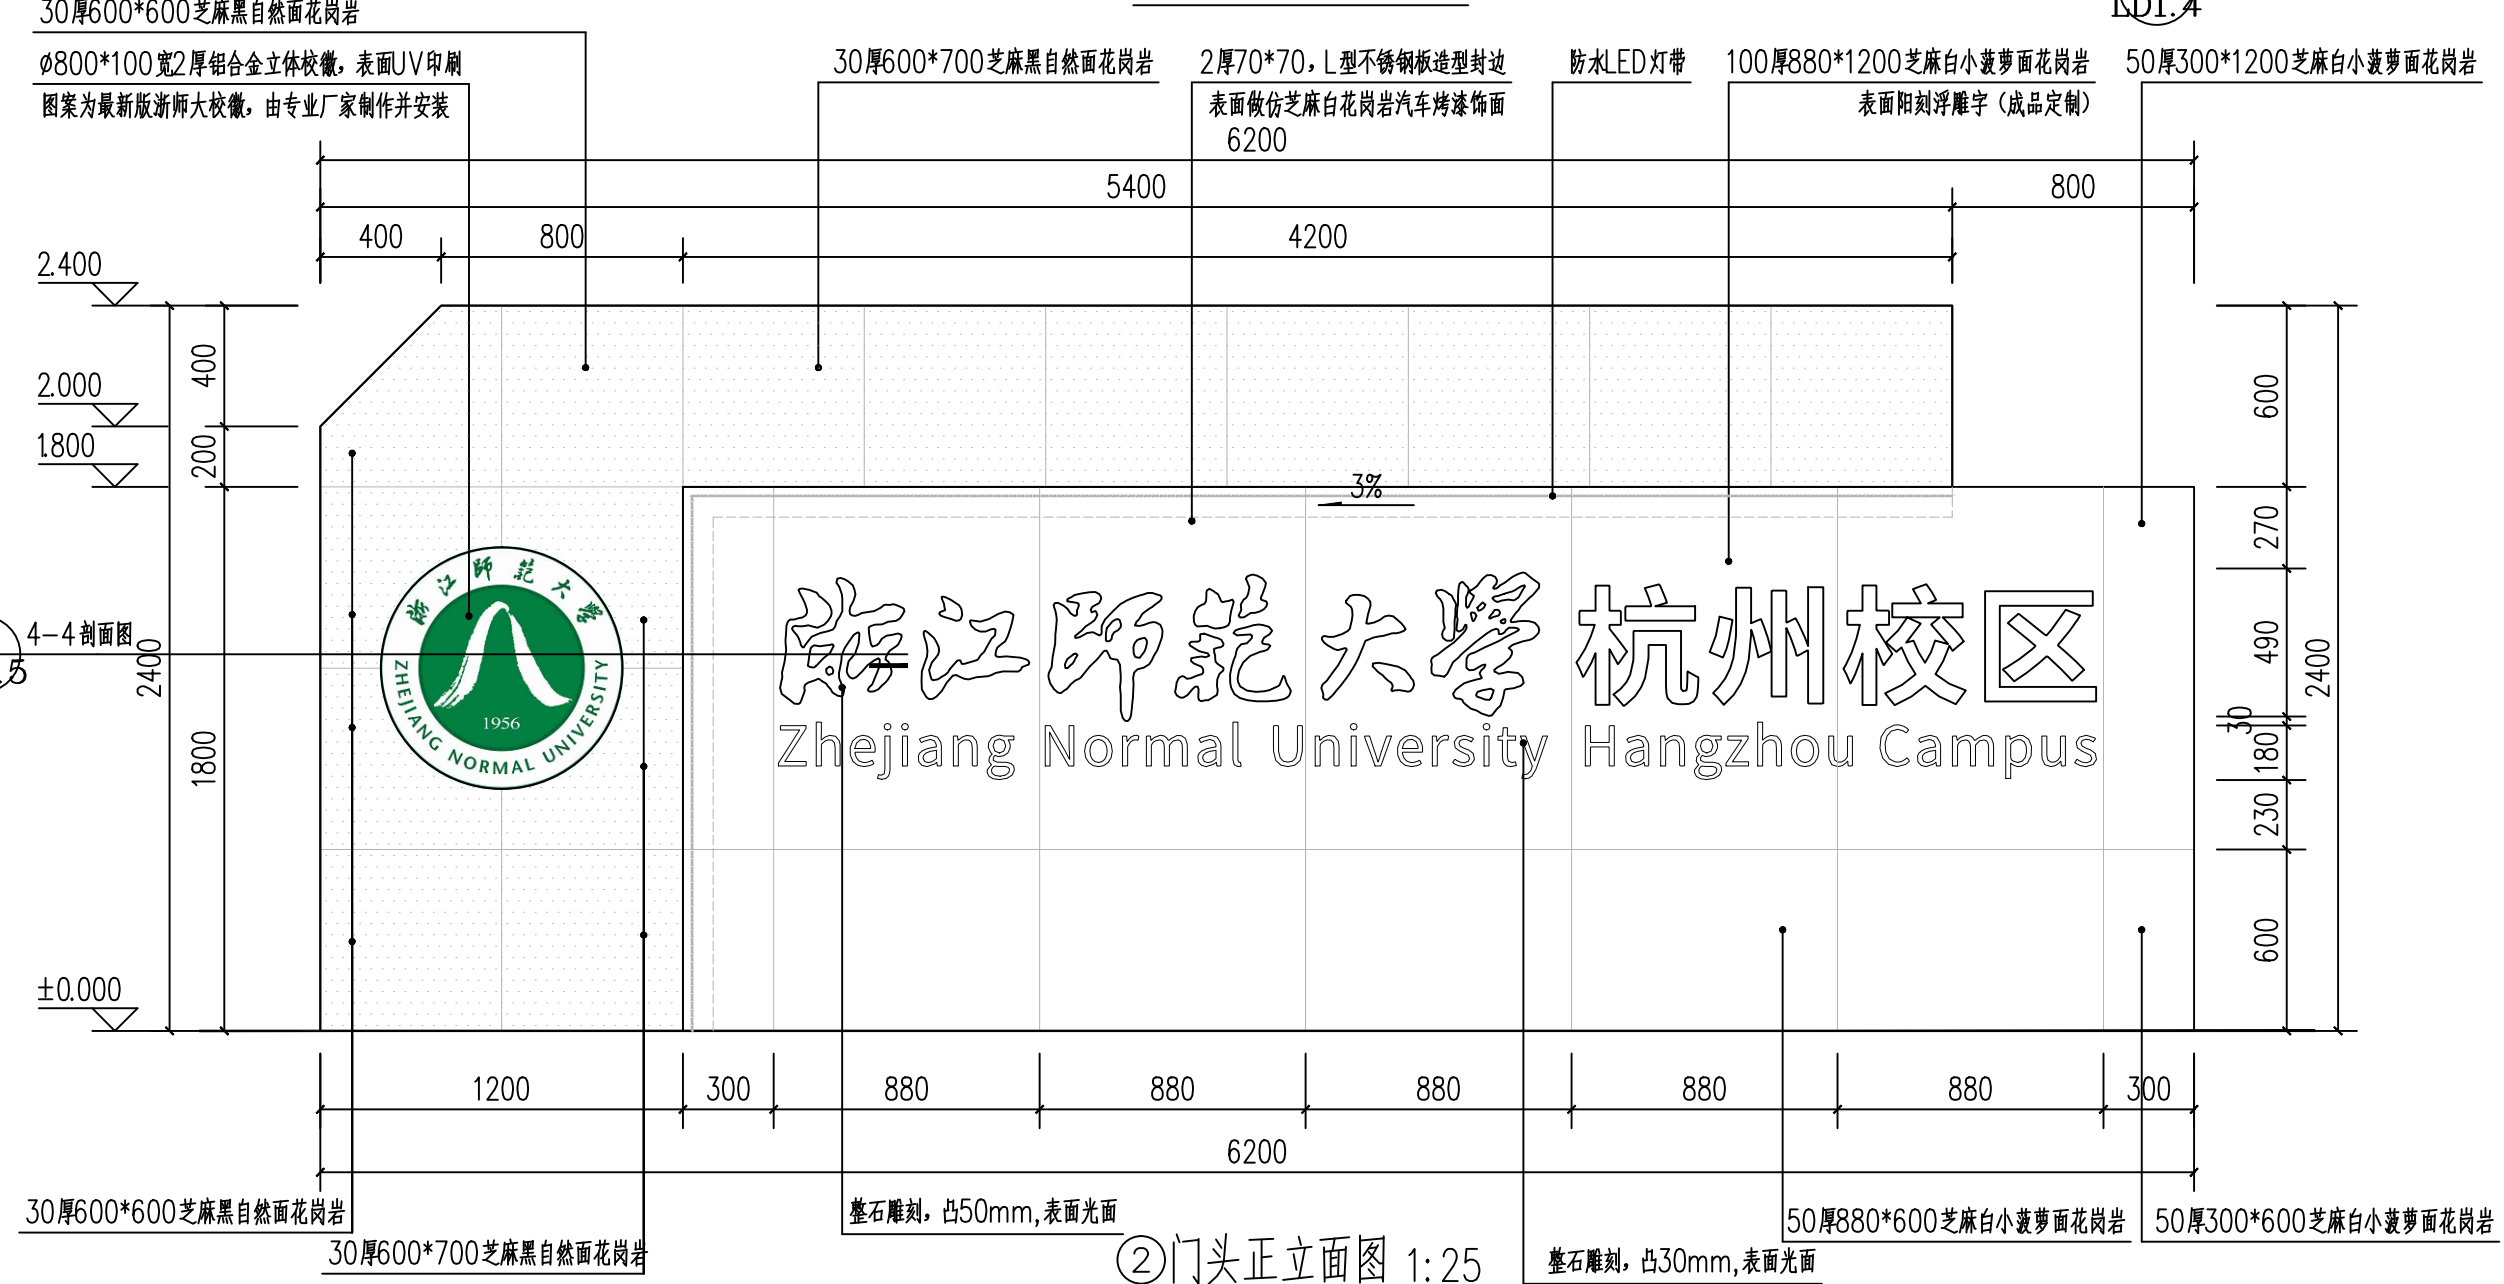 30厚600*600芝麻黑自然面花岗岩
LD1.4
ø800*100宽2厚铝合金立体校徽，表面UV印刷
图案为最新版浙师大校徽，由专业厂家制作并安装
30厚600*700芝麻黑自然面花岗岩
2厚70*70，L型不锈钢板造型封边
表面做仿芝麻白花岗岩汽车烤漆饰面
防水LED灯带
100厚880*1200芝麻白小菠萝面花岗岩
表面阳刻浮雕字（成品定制）
50厚300*1200芝麻白小菠萝面花岗岩
6200
5400
800
400
800
4200
2.400
2.000
1.800
±0.000
2400
400
200
1800
3%
4-4剖面图
5
浙江師範大學
1956
ZHEJIANG NORMAL UNIVERSITY
浙江師範大學杭州校区
Zhejiang Normal University Hangzhou Campus
600
270
490
30
180
230
600
2400
1200
300
880
880
880
880
880
300
6200
30厚600*600芝麻黑自然面花岗岩
30厚600*700芝麻黑自然面花岗岩
整石雕刻，凸50mm,表面光面
整石雕刻，凸30mm,表面光面
50厚880*600芝麻白小菠萝面花岗岩
50厚300*600芝麻白小菠萝面花岗岩
2 门头正立面图 1:25